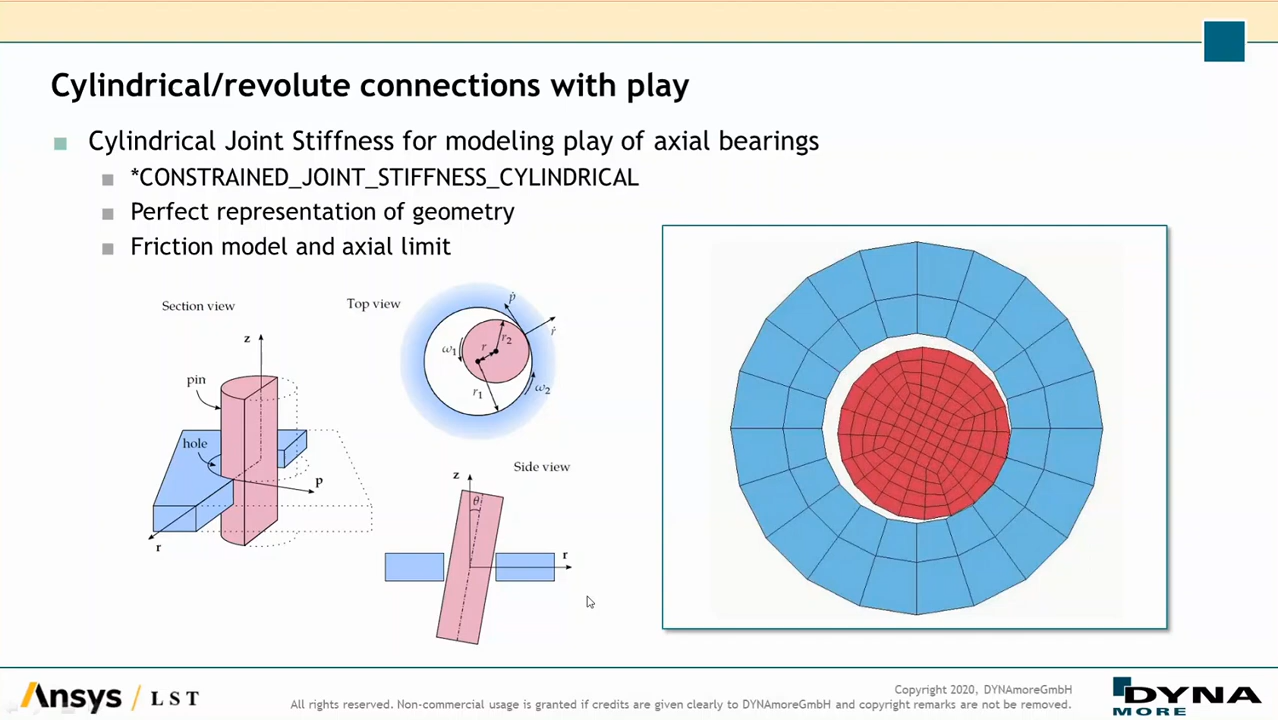 Cylindrical/revolute connections with play
Cylindrical Joint Stiffness for modeling play of axial bearings
*CONSTRAINED_JOINT_STIFFNESS_CYLINDRICAL
Perfect representation of geometry
Friction model and axial limit
Section view
z
pin
hole
p
r
Top view
ṗ
ṙ
ω1
r
r2
r1
ω2
Side view
z
θ
r
Ansys / LST
Copyright 2020, DYNAmoreGmbH
All rights reserved. Non-commercial usage is granted if credits are given clearly to DYNAmoreGmbH and copyright remarks are not be removed.
DYNA
MORE